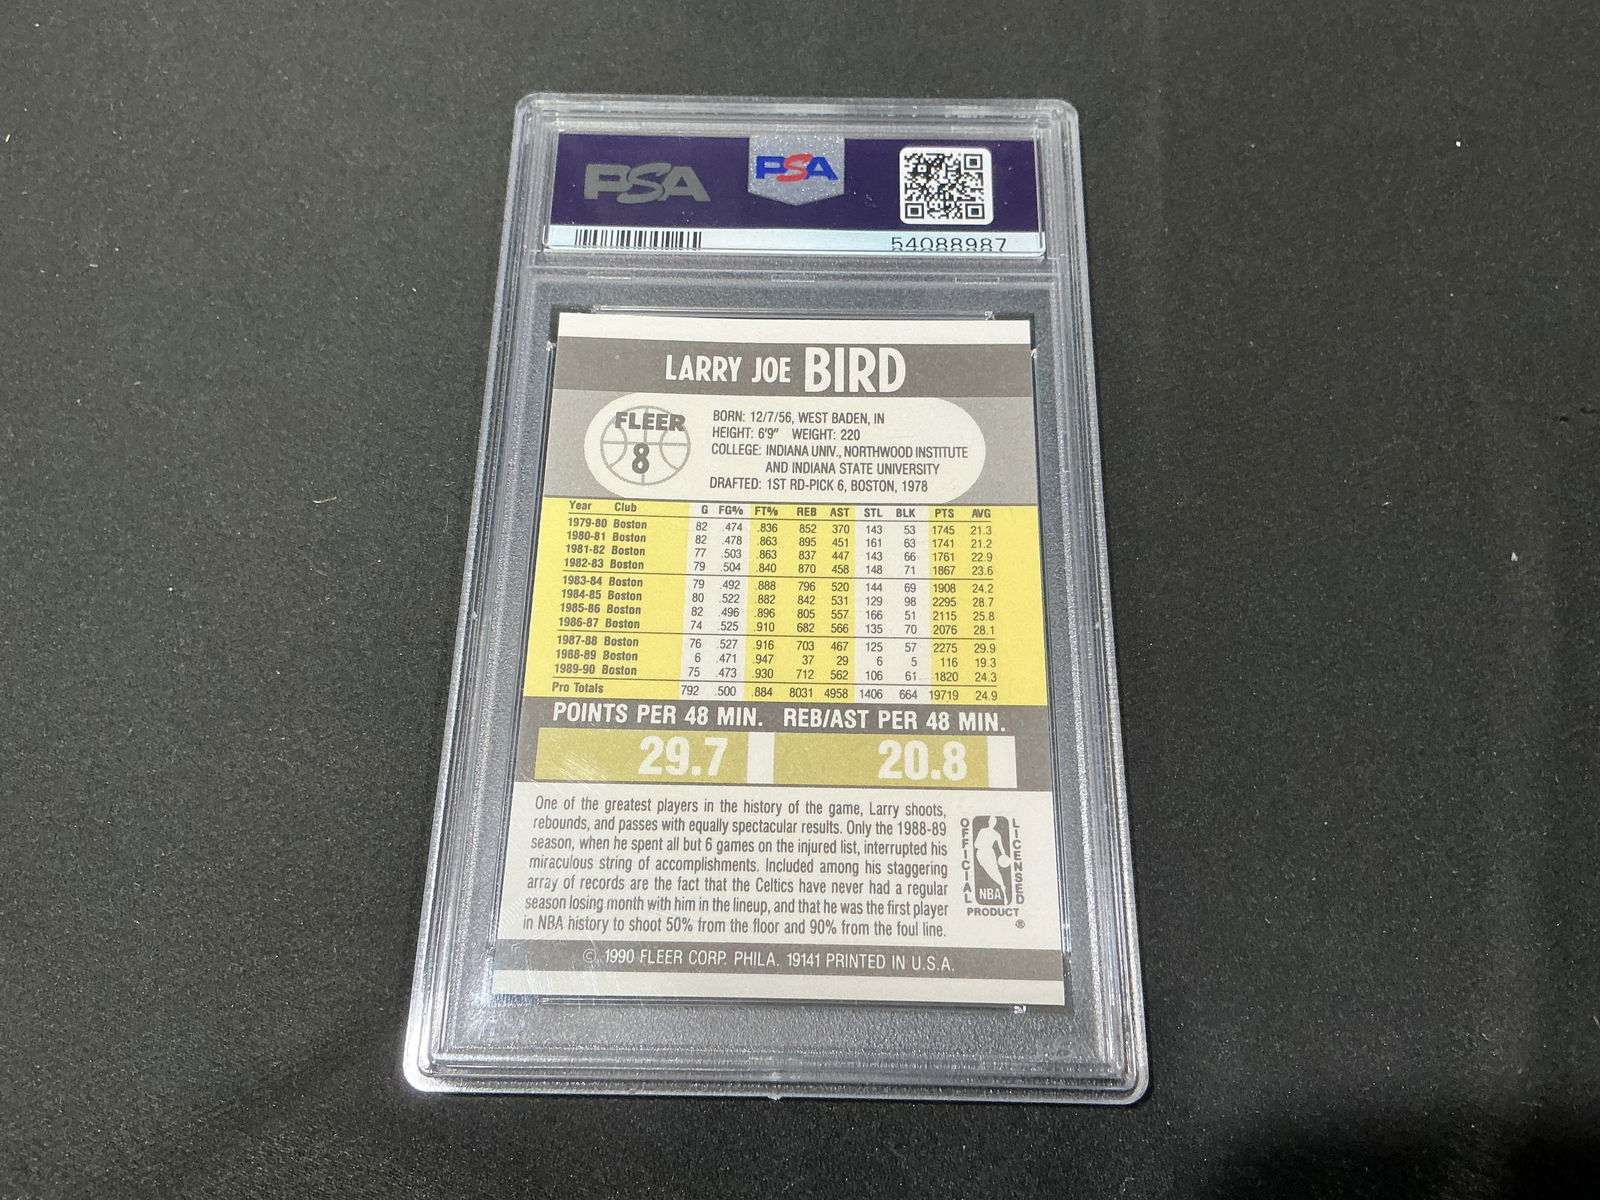 PSA PSA
54088987
LARRY JOE BIRD
FLEER
8
BORN: 12/7/56, WEST BADEN, IN
HEIGHT: 6'9" WEIGHT: 220
COLLEGE: INDIANA UNIV., NORTHWOOD INSTITUTE
AND INDIANA STATE UNIVERSITY
DRAFTED: 1ST RD-PICK 6, BOSTON, 1978
Year Club G FG% FT% REB AST STL BLK PTS AVG
1979-80 Boston 82 .474 .836 852 370 143 53 1745 21.3
1980-81 Boston 82 .478 .863 895 451 161 63 1741 21.2
1981-82 Boston 77 .503 .863 837 447 143 66 1761 22.9
1982-83 Boston 79 .504 .840 870 458 148 71 1867 23.6
1983-84 Boston 79 .492 .888 796 520 144 69 1908 24.2
1984-85 Boston 80 .522 .882 842 531 129 98 2295 28.7
1985-86 Boston 82 .496 .896 805 557 166 51 2115 25.8
1986-87 Boston 74 .525 .910 682 566 135 70 2076 28.1
1987-88 Boston 76 .527 .916 703 467 125 57 2275 29.9
1988-89 Boston 6 .471 .947 37 29 6 5 116 19.3
1989-90 Boston 75 .473 .930 712 562 106 61 1820 24.3
Pro Totals 792 .500 .884 8031 4958 1406 664 19719 24.9
POINTS PER 48 MIN. REB/AST PER 48 MIN.
29.7 20.8
One of the greatest players in the history of the game, Larry shoots,
rebounds, and passes with equally spectacular results. Only the 1988-89
season, when he spent all but 6 games on the injured list, interrupted his
miraculous string of accomplishments. Included among his staggering
array of records are the fact that the Celtics have never had a regular
season losing month with him in the lineup, and that he was the first player
in NBA history to shoot 50% from the floor and 90% from the foul line.
OFFICIAL LICENSED
NBA
PRODUCT ®
© 1990 FLEER CORP. PHILA. 19141 PRINTED IN U.S.A.